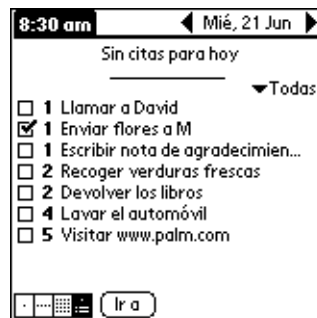 8:30 am Mié, 21 Jun
Sin citas para hoy
Todas
1 Llamar a David
1 Enviar flores a M
1 Escribir nota de agradecimien...
2 Recoger verduras frescas
2 Devolver los libros
4 Lavar el automóvil
5 Visitar www.palm.com
Ir a